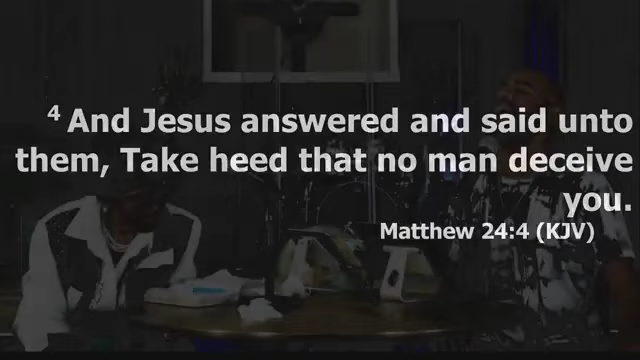 4 And Jesus answered and said unto
them, Take heed that no man deceive
you.
Matthew 24:4 (KJV)